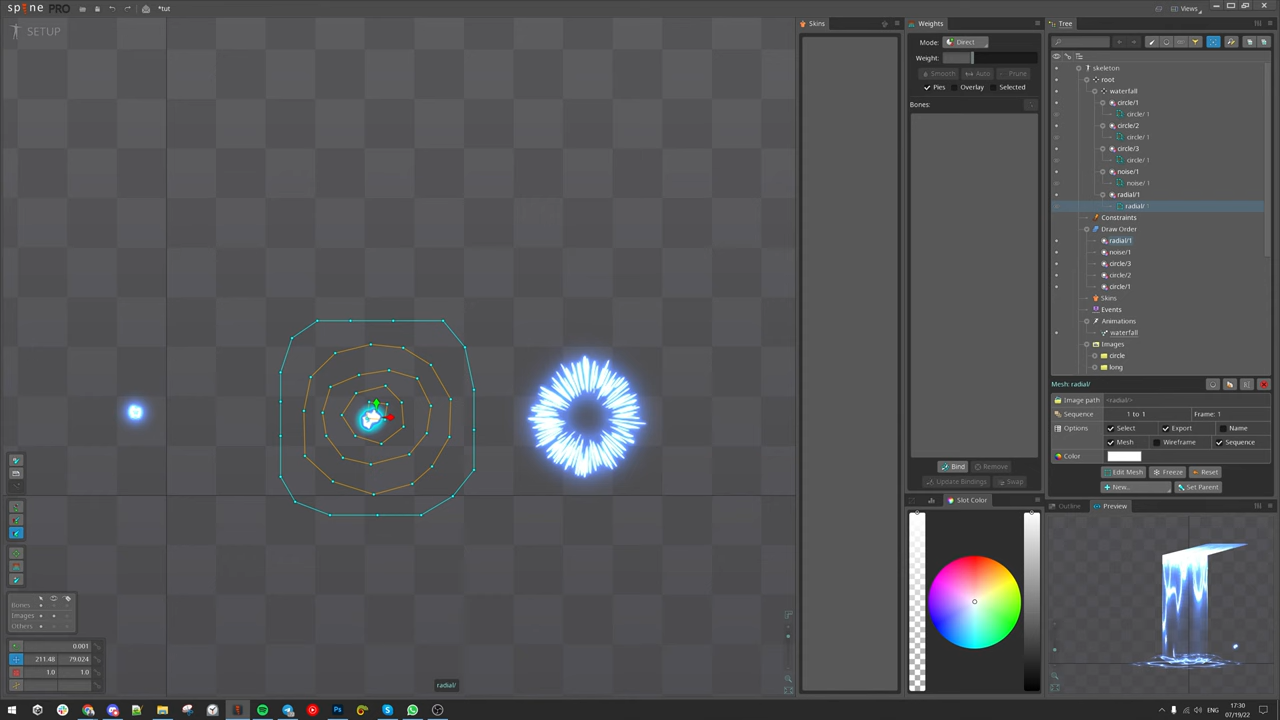 spine PRO
*tut
Views
SETUP
Skins
Weights
Tree
Mode:
Direct
Weight:
Smooth
Auto
Prune
Pies
Overlay
Selected
Bones:
skeleton
root
waterfall
circle/1
circle/ 1
circle/2
circle/ 1
circle/3
circle/ 1
noise/1
noise/ 1
radial/1
radial/ 1
Constraints
Draw Order
radial/1
noise/1
circle/3
circle/2
circle/1
Skins
Events
Animations
waterfall
Images
circle
king
Mesh: radial/
Image path
<radial/>
Sequence
1 to 1
Frame: 1
Options
Select
Export
Name
Mesh
Wireframe
Sequence
Color
Edit Mesh
Freeze
Reset
New...
Set Parent
Bind
Remove
Update Bindings
Swap
Slot Color
Outline
Preview
Bones
Images
Others
0.001
211.48
79.024
1.0
1.0
radial/
ENG
17:30
07/19/22